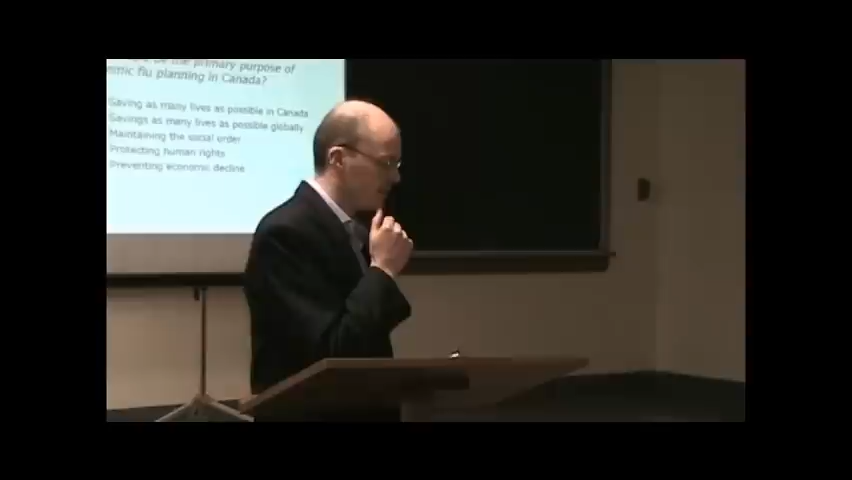 be the primary purpose of
flu planning in Canada?
Saving as many lives as possible in Canada
Savings as many lives as possible globally
Maintaining the social order
Protecting human rights
Preventing economic decline